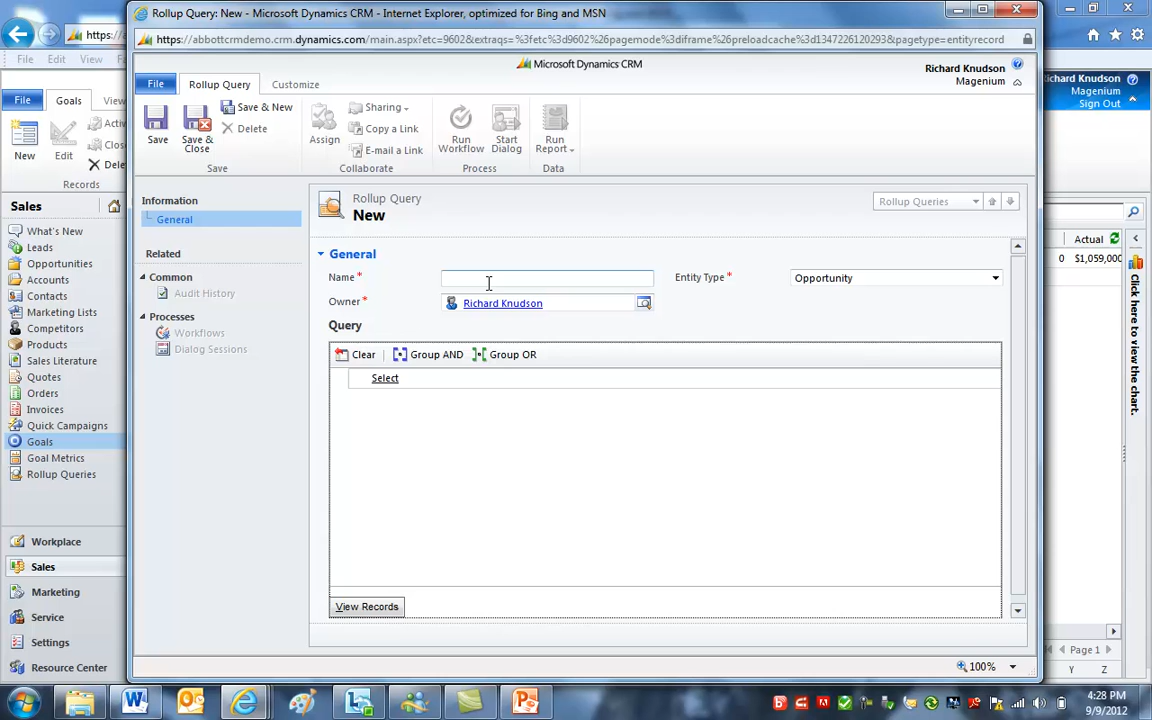 Rollup Query: New - Microsoft Dynamics CRM - Internet Explorer, optimized for Bing and MSN
https://abbottcrmdemo.crm.dynamics.com/main.aspx?etc=9602&extraqs=%3fetc%3d9602%26pagemode%3diframe%26preloadcache%3d1347226120293&pagetype=entityrecord
https://a
File Edit View
Microsoft Dynamics CRM
Richard Knudson
Magenium
File Rollup Query Customize
Richard Knudson
Magenium
Sign Out
File Goals View
New
Edit
Delet
Records
Save
Save & Close
Save & New
Delete
Save
Assign
Sharing
Copy a Link
E-mail a Link
Collaborate
Run Workflow
Start Dialog
Process
Run Report
Data
Sales
What's New
Leads
Opportunities
Accounts
Contacts
Marketing Lists
Competitors
Products
Sales Literature
Quotes
Orders
Invoices
Quick Campaigns
Goals
Goal Metrics
Rollup Queries
Workplace
Sales
Marketing
Service
Settings
Resource Center
Information
General
Related
Common
Audit History
Processes
Workflows
Dialog Sessions
Rollup Query
New
Rollup Queries
General
Name*
Entity Type* Opportunity
Owner* Richard Knudson
Query
Clear Group AND Group OR
Select
View Records
100%
Actual
0 $1,059,000
Click here to view the chart.
Page 1
Y Z
4:28 PM
9/9/2012